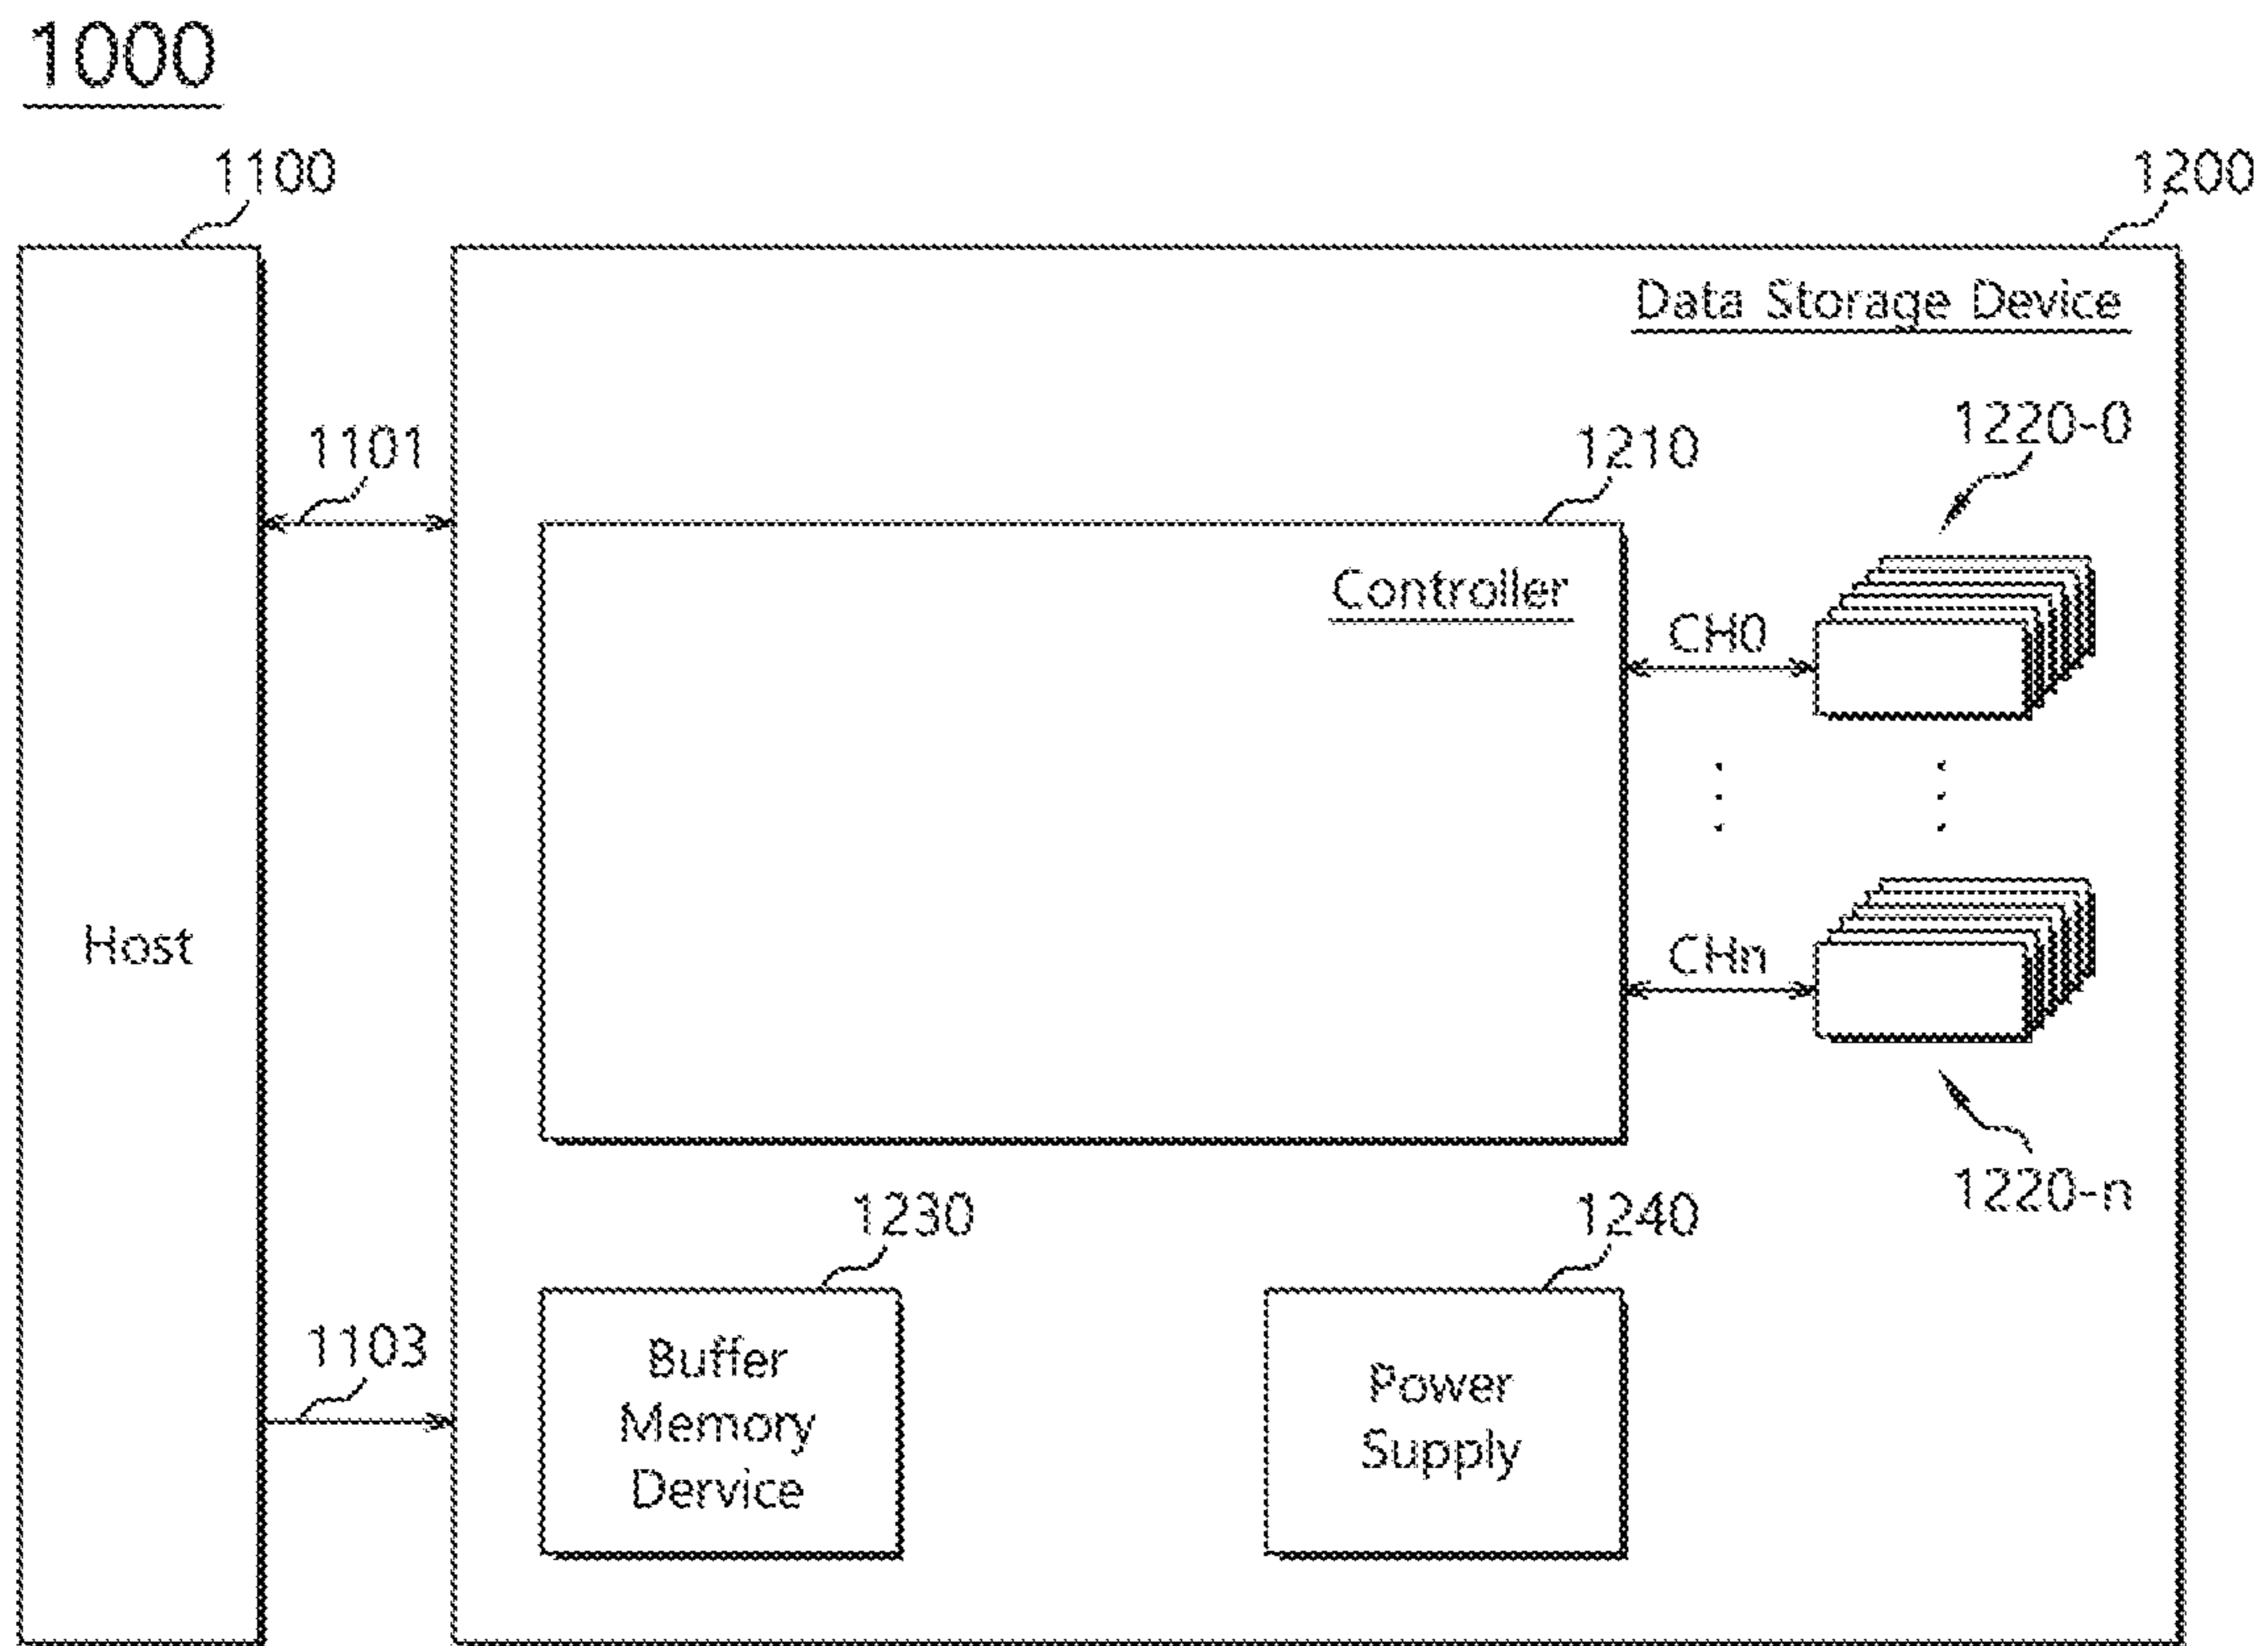 1000
1100
1200
Data Storage Device
1220-0
1101
1210
Controller
CH0
Host
CHn
1220-n
1230
1240
1103
Buffer
Memory
Dervice
Power
Supply